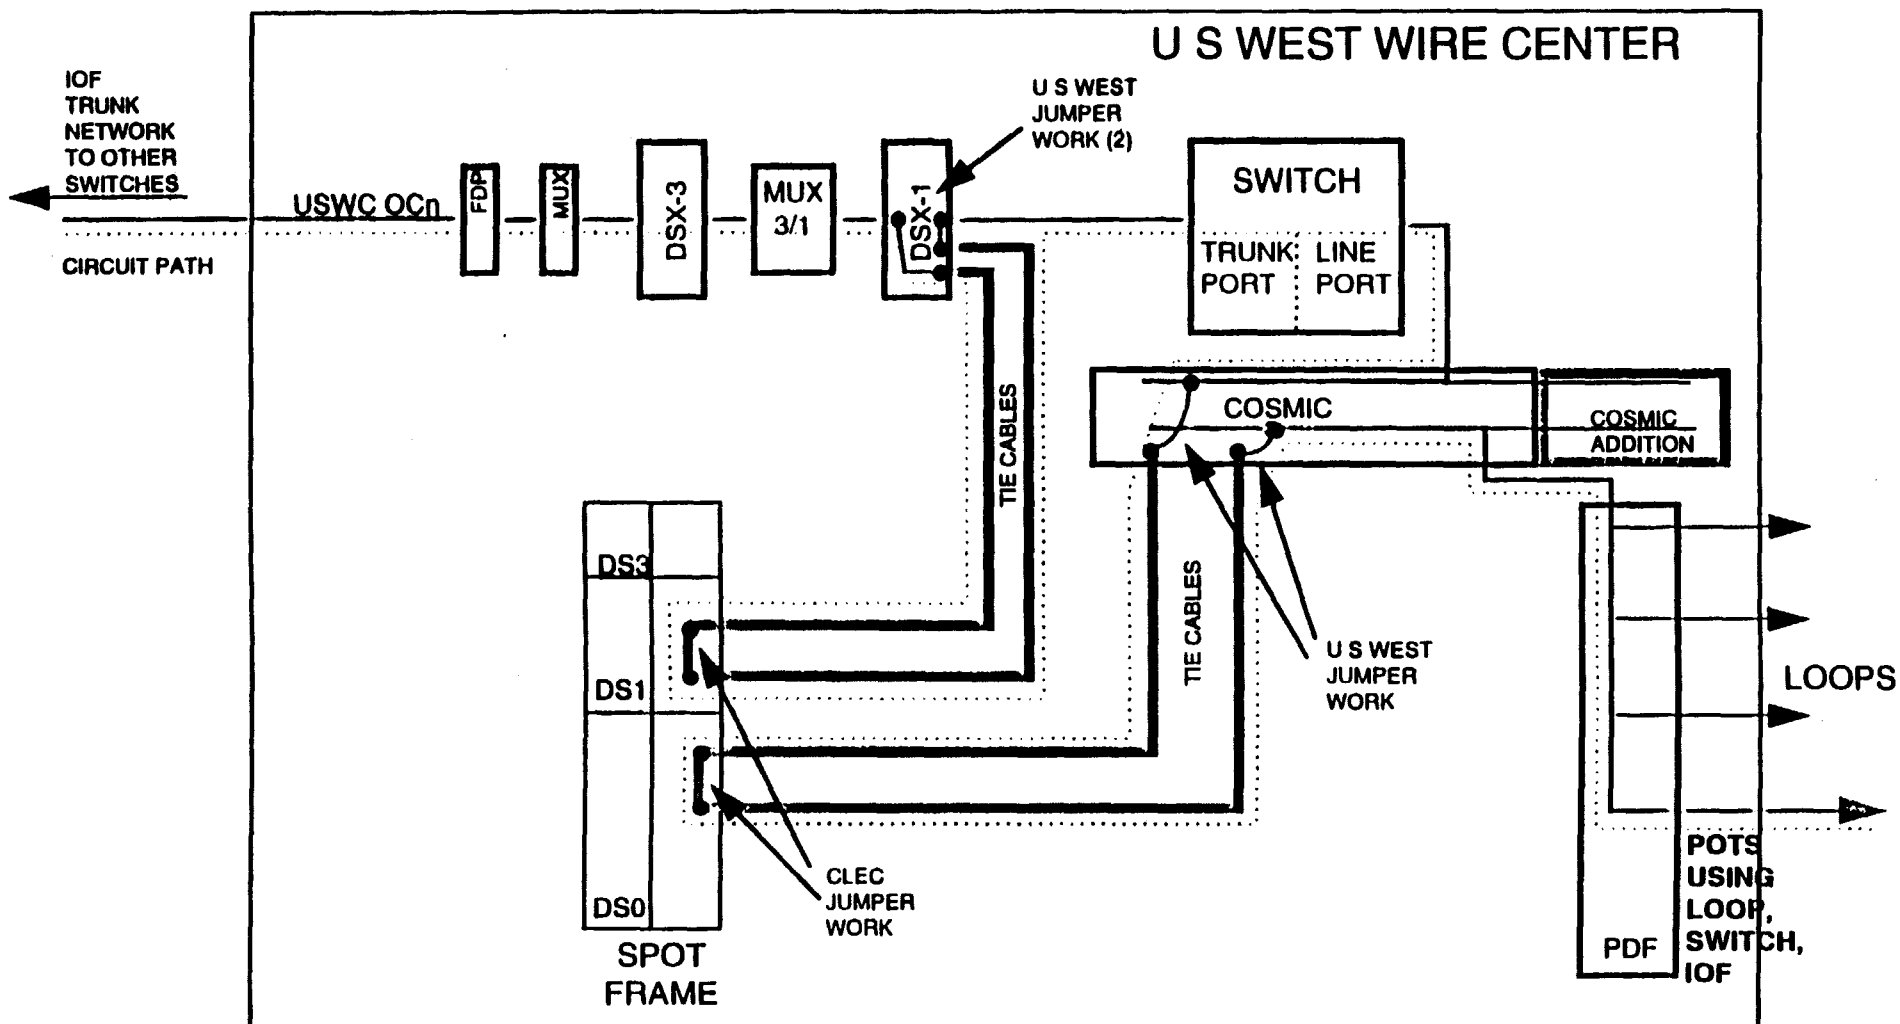 U S WEST WIRE CENTER
IOF
TRUNK
NETWORK
TO OTHER
SWITCHES
U S WEST
JUMPER
WORK (2)
USWC OCn
FDP
MUX
DSX-3
MUX
3/1
DSX-1
SWITCH
TRUNK
PORT
LINE
PORT
CIRCUIT PATH
TIE CABLES
COSMIC
COSMIC
ADDITION
DS3
DS1
DS0
SPOT
FRAME
TIE CABLES
U S WEST
JUMPER
WORK
LOOPS
CLEC
JUMPER
WORK
PDF
POTS
USING
LOOP,
SWITCH,
IOF